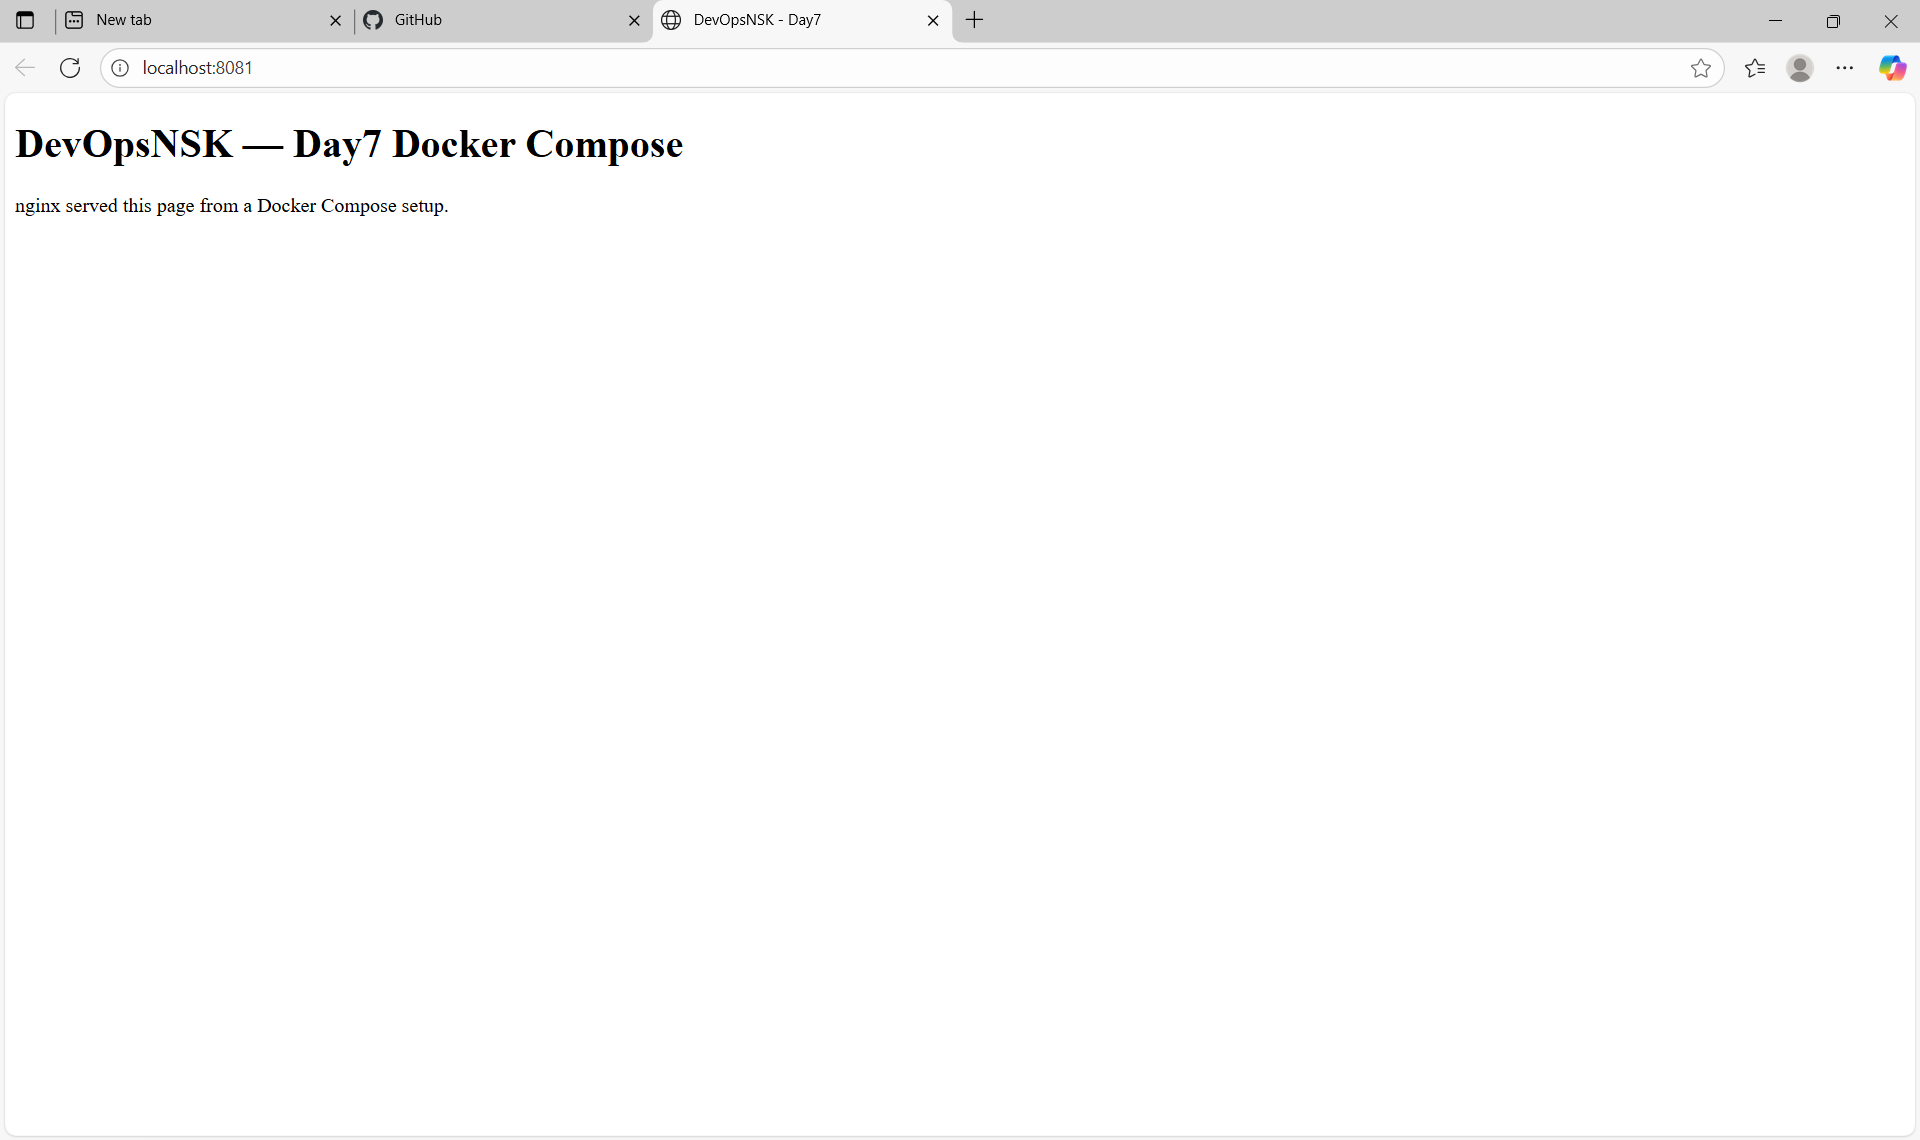 New tab
GitHub
DevOpsNSK - Day7
localhost:8081
DevOpsNSK — Day7 Docker Compose
nginx served this page from a Docker Compose setup.